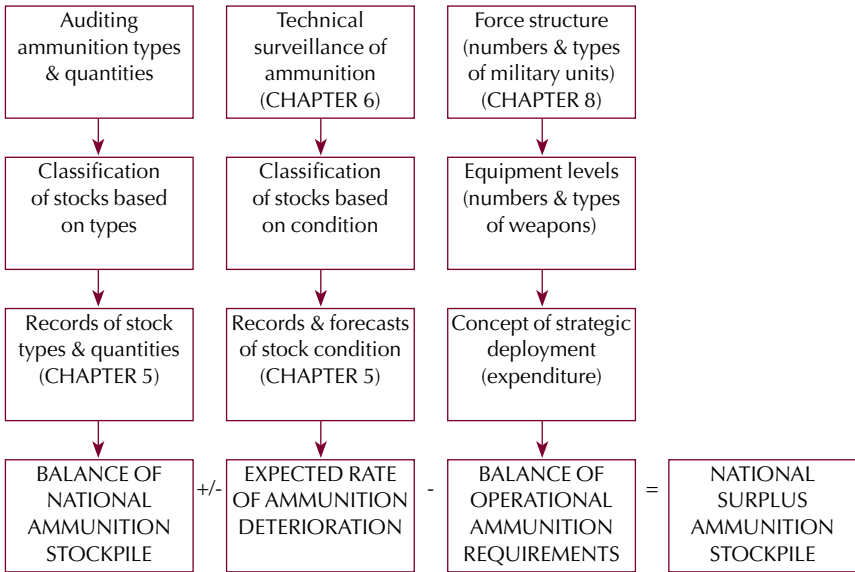 Auditing
ammunition types
& quantities
Technical
surveillance of
ammunition
(CHAPTER 6)
Force structure
(numbers & types
of military units)
(CHAPTER 8)
Classification
of stocks based
on types
Classification
of stocks based
on condition
Equipment levels
(numbers & types
of weapons)
Records of stock
types & quantities
(CHAPTER 5)
Records & forecasts
of stock condition
(CHAPTER 5)
Concept of strategic
deployment
(expenditure)
BALANCE OF
NATIONAL
AMMUNITION
STOCKPILE
+/-
EXPECTED RATE
OF AMMUNITION
DETERIORATION
-
BALANCE OF
OPERATIONAL
AMMUNITION
REQUIREMENTS
=
NATIONAL
SURPLUS
AMMUNITION
STOCKPILE